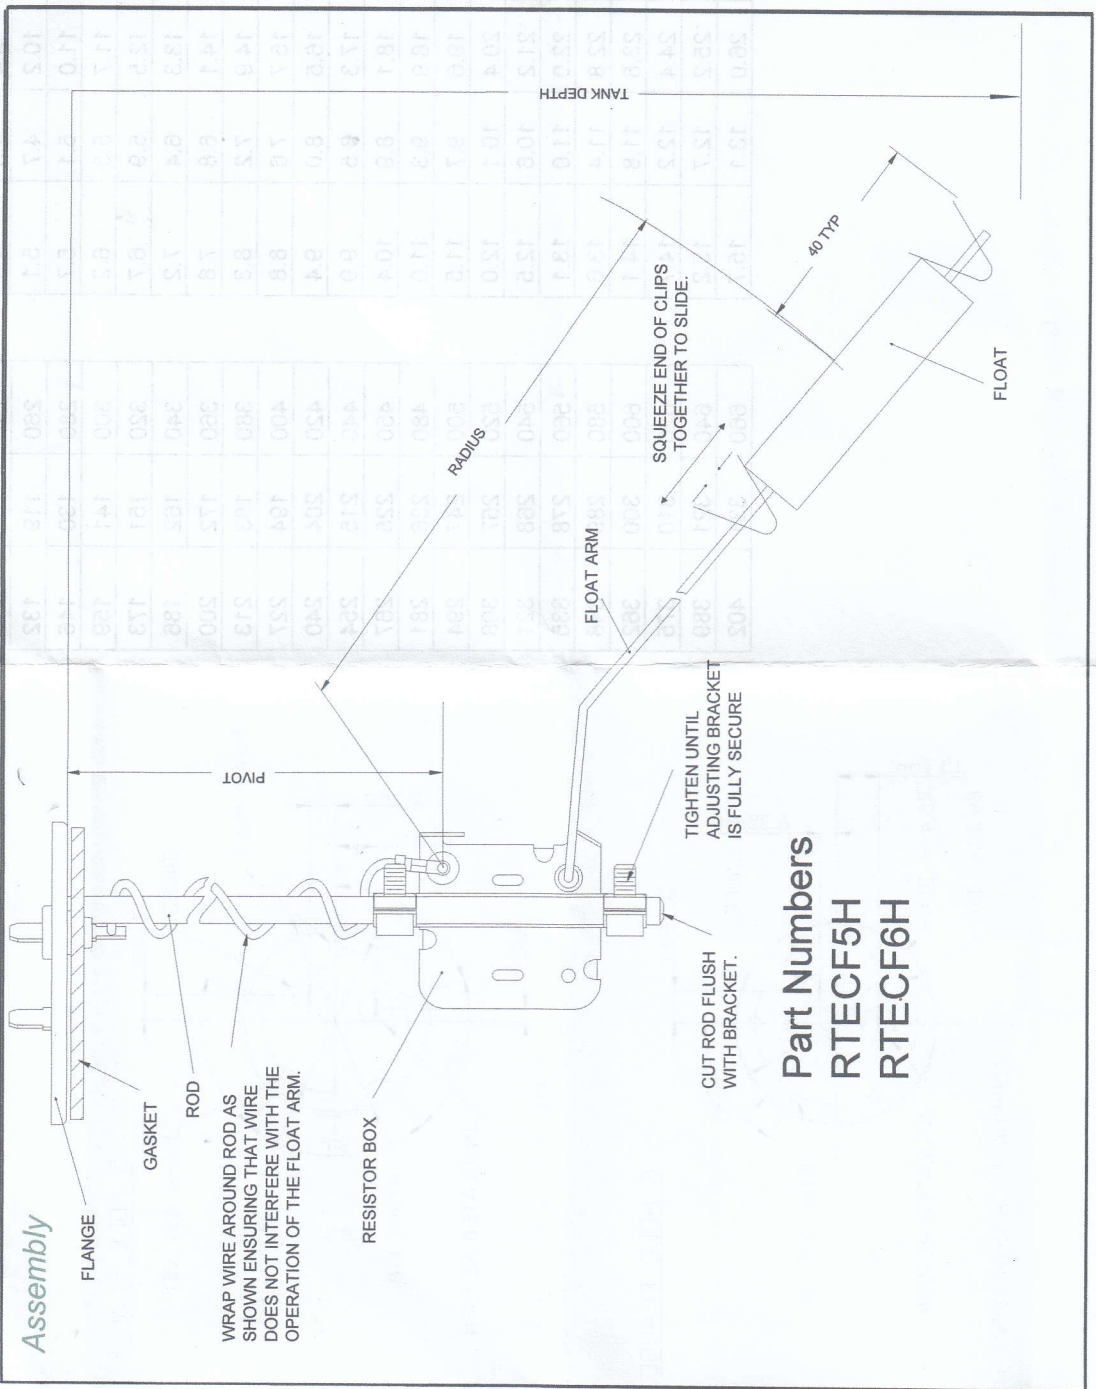 Assembly
FLANGE
GASKET
ROD
WRAP WIRE AROUND ROD AS
SHOWN ENSURING THAT WIRE
DOES NOT INTERFERE WITH THE
OPERATION OF THE FLOAT ARM.
RESISTOR BOX
CUT ROD FLUSH
WITH BRACKET.
PIVOT
TIGHTEN UNTIL
ADJUSTING BRACKET
IS FULLY SECURE
RADIUS
FLOAT ARM
SQUEEZE END OF CLIPS
TOGETHER TO SLIDE.
40 TYP
TANK DEPTH
FLOAT
Part Numbers
RTECF5H
RTECF6H